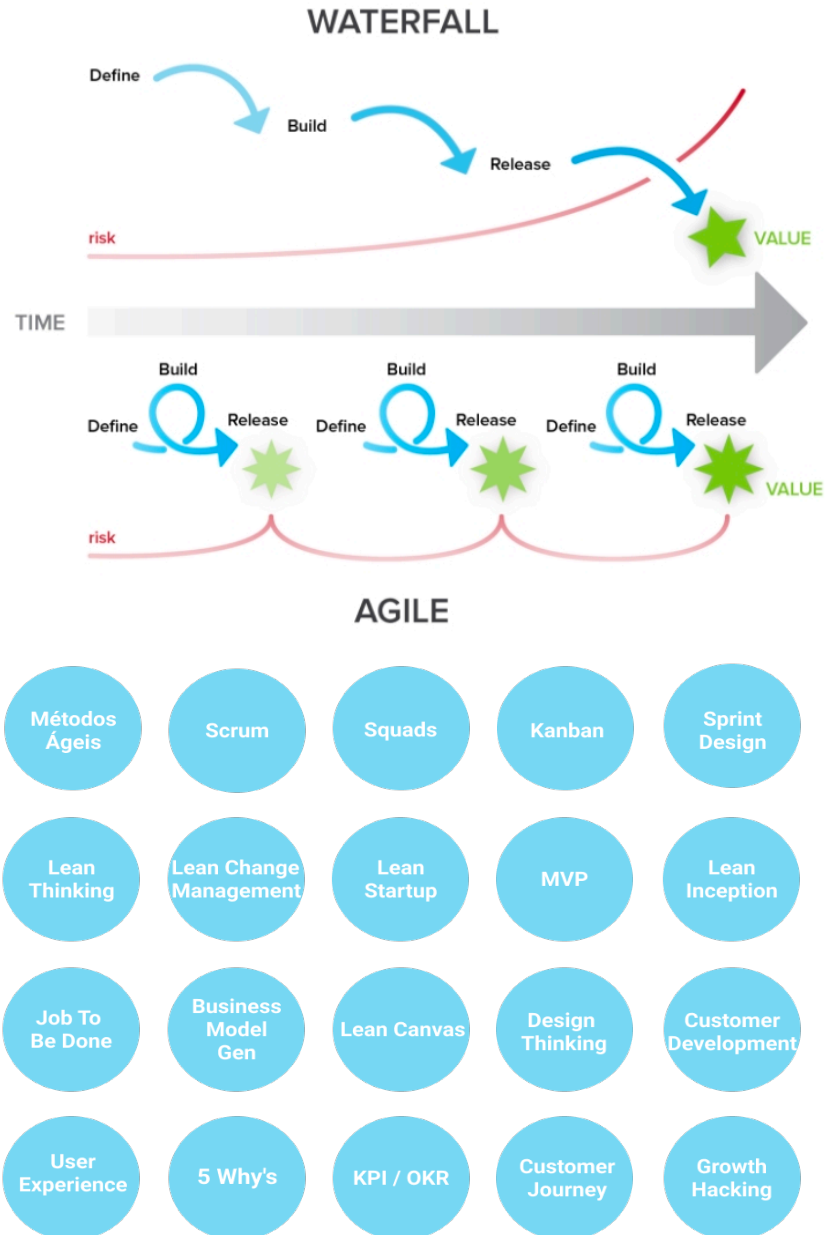 WATERFALL
Define
Build
Release
risk
VALUE
TIME
Build
Build
Build
Define
Release
Define
Release
Define
Release
VALUE
risk
AGILE
Métodos
Ágeis
Scrum
Squads
Kanban
Sprint
Design
Lean
Thinking
Lean Change
Management
Lean
Startup
MVP
Lean
Inception
Job To
Be Done
Business
Model
Gen
Lean Canvas
Design
Thinking
Customer
Development
User
Experience
5 Why's
KPI / OKR
Customer
Journey
Growth
Hacking